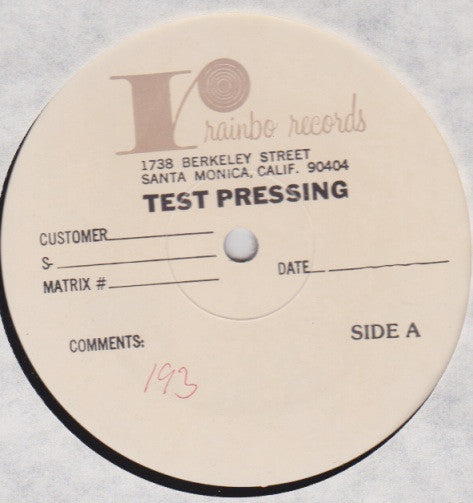 r rainbo records
1738 BERKELEY STREET
SANTA MONICA, CALIF. 90404
TEST PRESSING
CUSTOMER
S-
MATRIX #
DATE
COMMENTS:
SIDE A
193